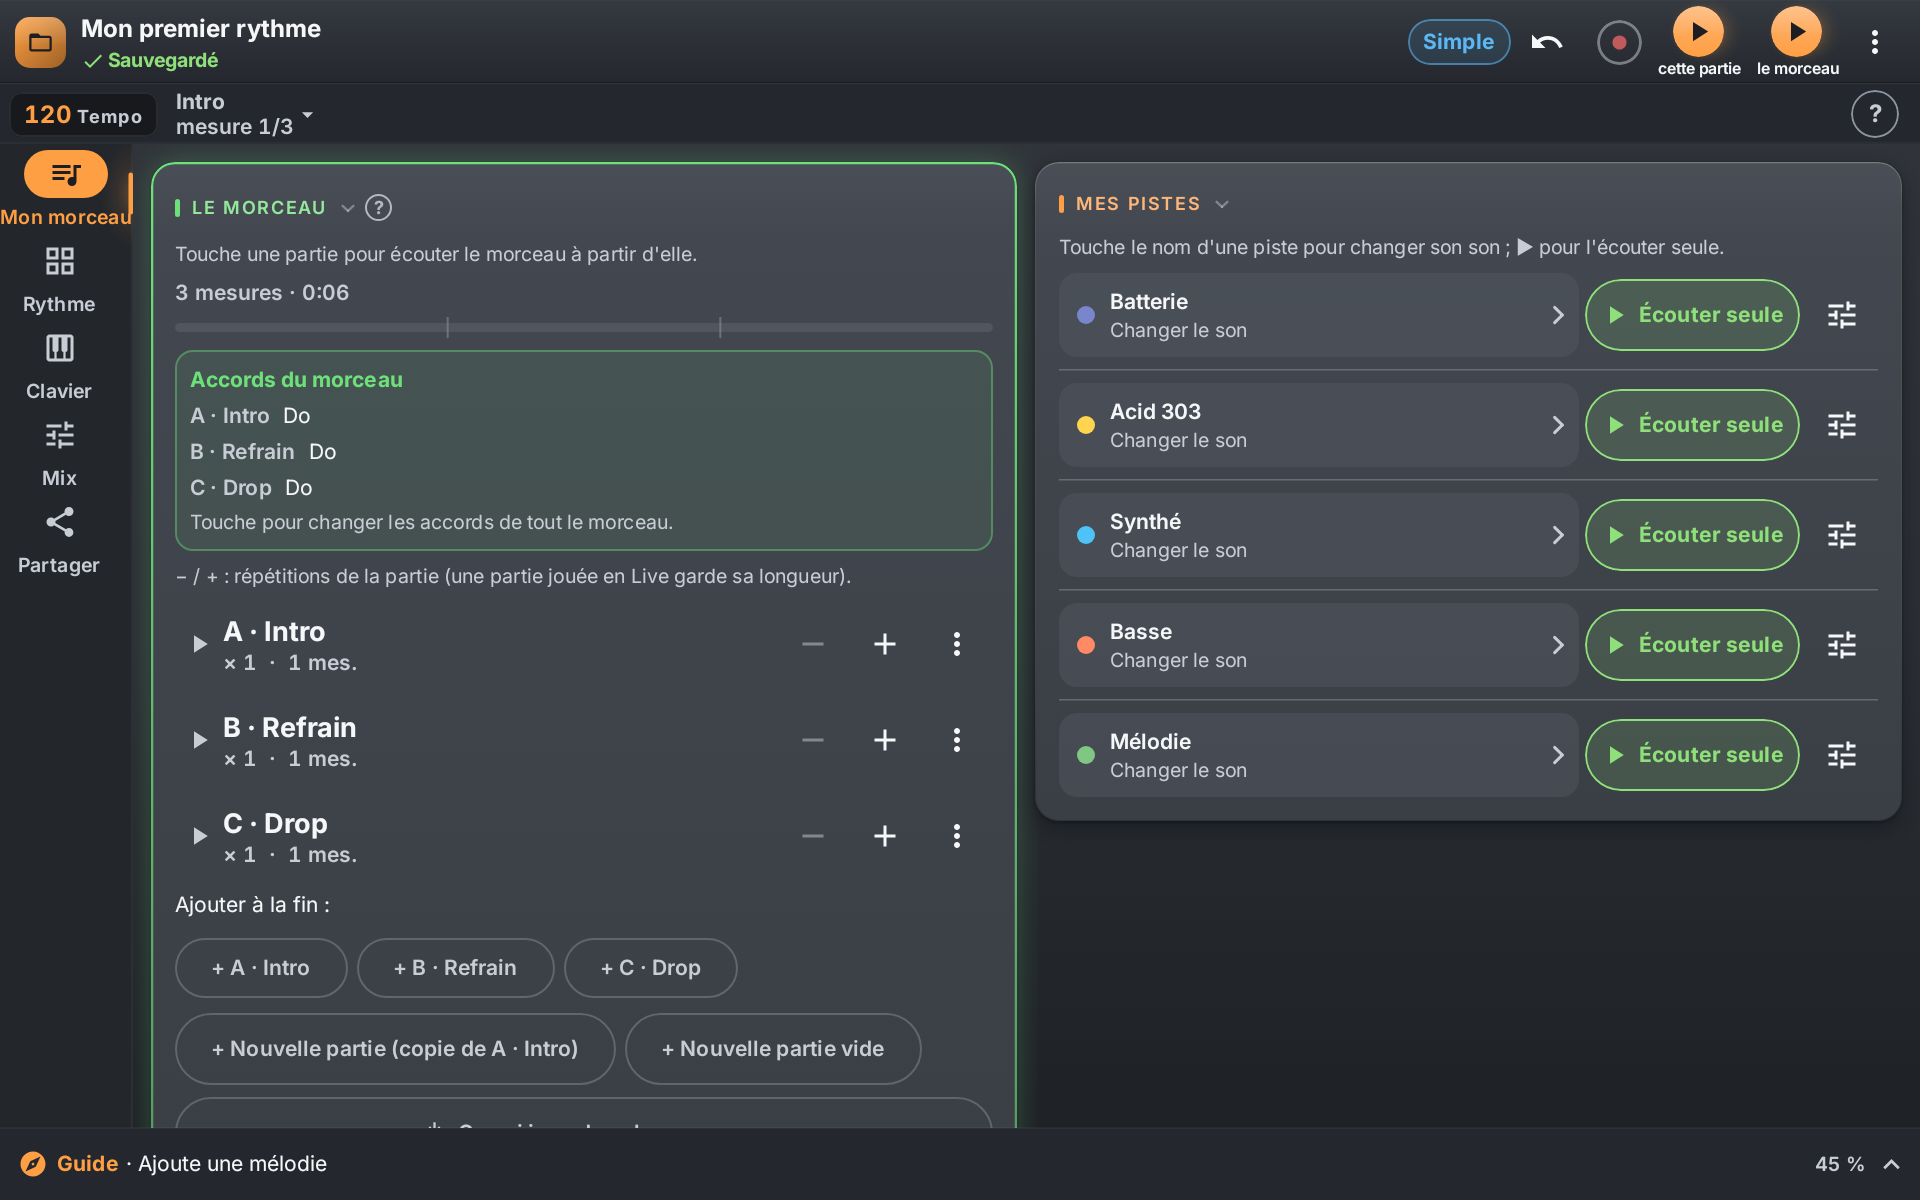 Mon premier rythme
Sauvegardé
Simple
cette partie
le morceau
120 Tempo
Intro
mesure 1/3
?
Mon morceau
Rythme
Clavier
Mix
Partager
LE MORCEAU
?
Touche une partie pour écouter le morceau à partir d'elle.
3 mesures · 0:06
Accords du morceau
A · Intro Do
B · Refrain Do
C · Drop Do
Touche pour changer les accords de tout le morceau.
− / + : répétitions de la partie (une partie jouée en Live garde sa longueur).
A · Intro
× 1 · 1 mes.
B · Refrain
× 1 · 1 mes.
C · Drop
× 1 · 1 mes.
Ajouter à la fin :
+ A · Intro
+ B · Refrain
+ C · Drop
+ Nouvelle partie (copie de A · Intro)
+ Nouvelle partie vide
MES PISTES
Touche le nom d'une piste pour changer son son ; ▶ pour l'écouter seule.
Batterie
Changer le son
Écouter seule
Acid 303
Changer le son
Écouter seule
Synthé
Changer le son
Écouter seule
Basse
Changer le son
Écouter seule
Mélodie
Changer le son
Écouter seule
Guide · Ajoute une mélodie
45 %